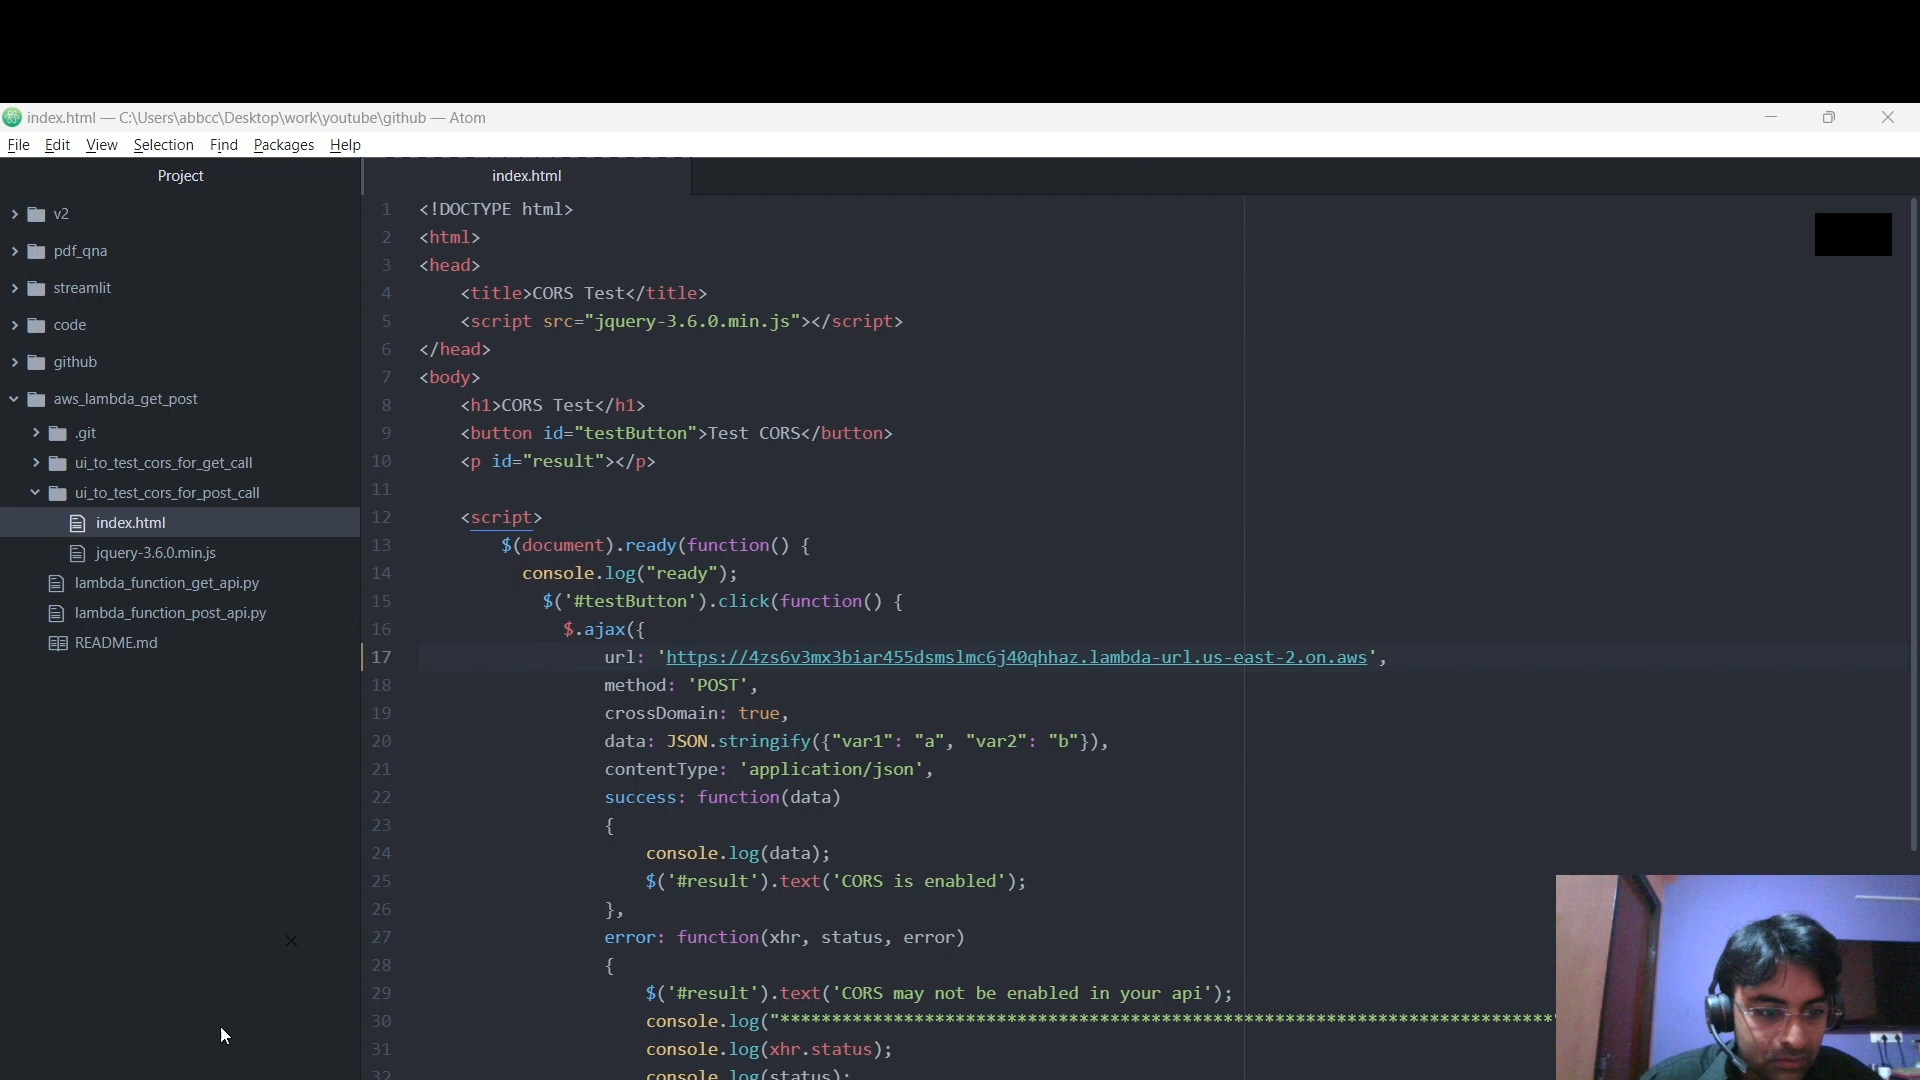 index.html — C:\Users\abbcc\Desktop\work\youtube\github — Atom
File Edit View Selection Find Packages Help
Project
v2
pdf_qna
streamlit
code
github
aws_lambda_get_post
.git
ui_to_test_cors_for_get_call
ui_to_test_cors_for_post_call
index.html
jquery-3.6.0.min.js
lambda_function_get_api.py
lambda_function_post_api.py
README.md
index.html
1 <!DOCTYPE html>
2 <html>
3 <head>
4 <title>CORS Test</title>
5 <script src="jquery-3.6.0.min.js"></script>
6 </head>
7 <body>
8 <h1>CORS Test</h1>
9 <button id="testButton">Test CORS</button>
10 <p id="result"></p>
11
12 <script>
13 $(document).ready(function() {
14 console.log("ready");
15 $('#testButton').click(function() {
16 $.ajax({
17 url: 'https://4zs6v3mx3biar455dsmslmc6j40qhhaz.lambda-url.us-east-2.on.aws',
18 method: 'POST',
19 crossDomain: true,
20 data: JSON.stringify({"var1": "a", "var2": "b"}),
21 contentType: 'application/json',
22 success: function(data)
23 {
24 console.log(data);
25 $('#result').text('CORS is enabled');
26 },
27 error: function(xhr, status, error)
28 {
29 $('#result').text('CORS may not be enabled in your api');
30 console.log("***************************************************************************"
31 console.log(xhr.status);
32 console.log(status);